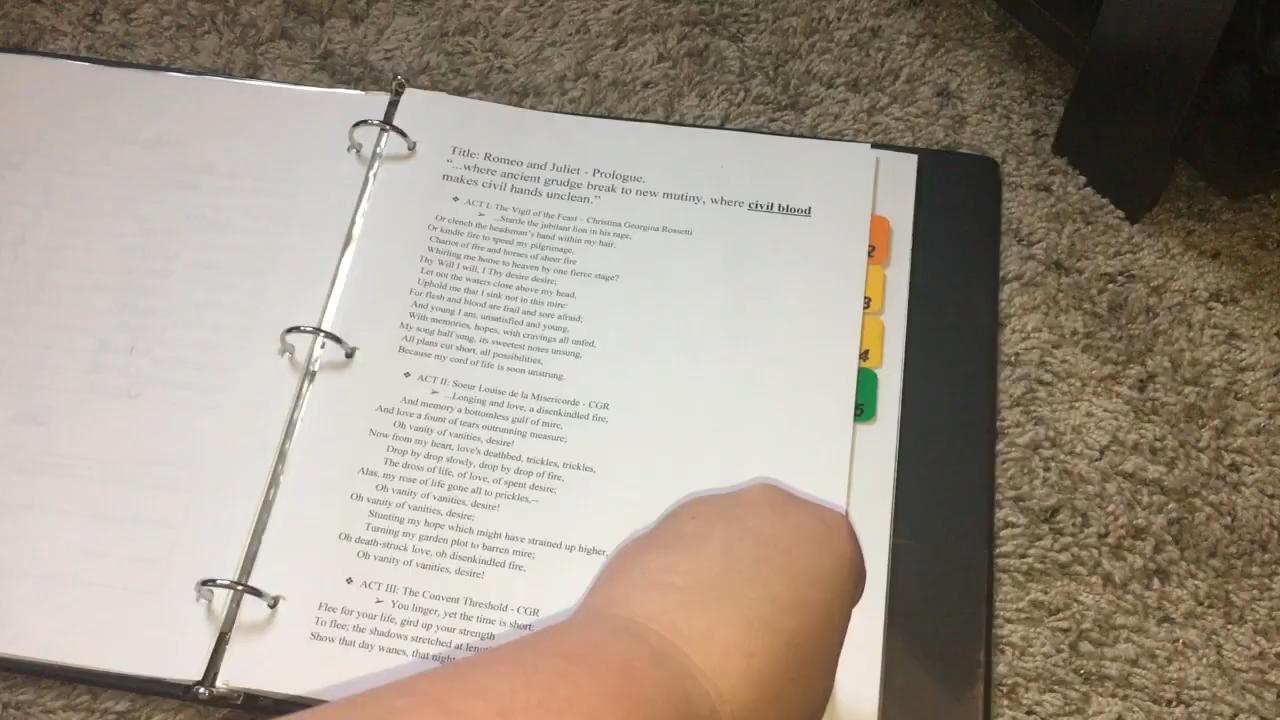 Title: Romeo and Juliet - Prologue.
"...where ancient grudge break to new mutiny, where civil blood
makes civil hands unclean."
❖ ACT I: The Vigil of the Feast – Christina Georgina Rossetti
➢ ...Startle the jubilant lion in his rage,
Or clench the headsman's hand within my hair,
Or kindle fire to speed my pilgrimage,
Chariot of fire and horses of sheer fire
Whirling me home to heaven by one fierce stage?
Thy Will I will, I Thy desire desire;
Let not the waters close above my head,
Uphold me that I sink not in this mire:
For flesh and blood are frail and sore afraid;
And young I am, unsatisfied and young,
With memories, hopes, with cravings all unfed,
My song half sung, its sweetest notes unsung,
All plans cut short, all possibilities,
Because my cord of life is soon unstrung.
❖ ACT II: Soeur Louise de la Misericorde - CGR
➢ ...Longing and love, a disenkindled fire,
And memory a bottomless gulf of mire,
And love a fount of tears outrunning measure;
Oh vanity of vanities, desire!
Now from my heart, love's deathbed, trickles, trickles,
Drop by drop slowly, drop by drop of fire,
The dross of life, of love, of spent desire;
Alas, my rose of life gone all to prickles,--
Oh vanity of vanities, desire!
Oh vanity of vanities, desire;
Stunting my hope which might have strained up higher,
Turning my garden plot to barren mire;
Oh death-struck love, oh disenkindled fire,
Oh vanity of vanities, desire!
❖ ACT III: The Convent Threshold - CGR
➢ You linger, yet the time is short:
Flee for your life, gird up your strength
To flee; the shadows stretched at
Show that day wanes, that night
2
3
4
5